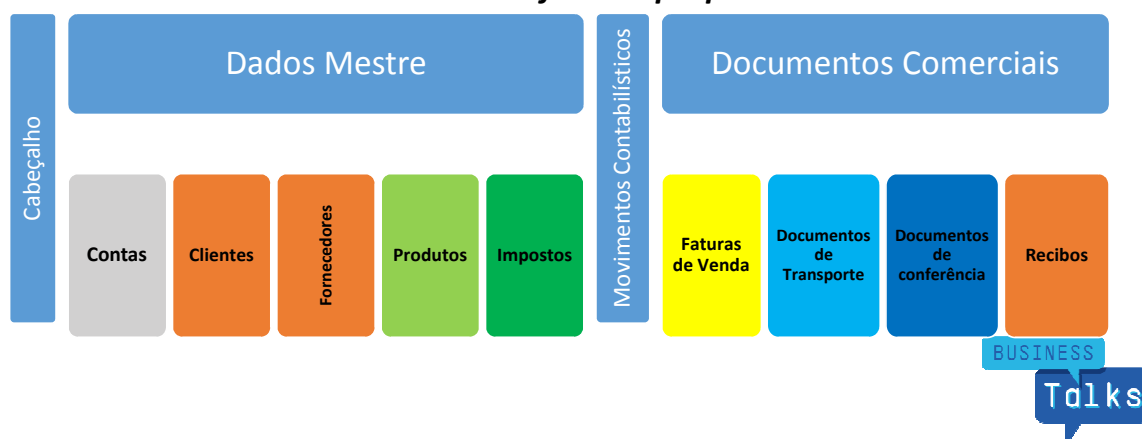 Cabeçalho
Dados Mestre
Contas
Clientes
Fornecedores
Produtos
Impostos
Movimentos Contabilísticos
Documentos Comerciais
Faturas
de Venda
Documentos
de
Transporte
Documentos
de
conferência
Recibos
BUSINESS
Talks